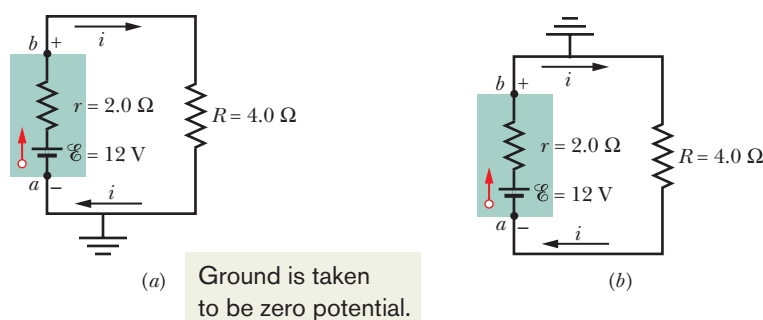 i
b +
r = 2.0 Ω
R = 4.0 Ω
ℰ = 12 V
a −
i
(a)
Ground is taken
to be zero potential.
i
b +
r = 2.0 Ω
R = 4.0 Ω
ℰ = 12 V
a −
i
(b)